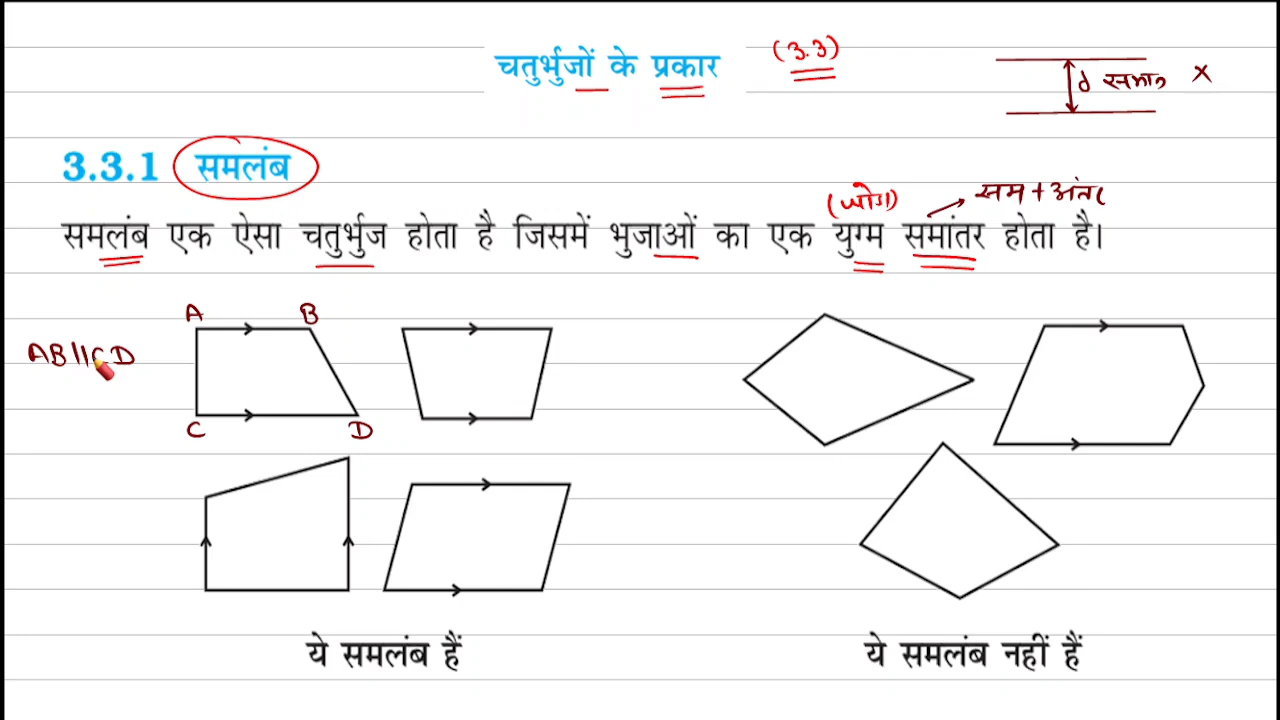 चतुर्भुजों के प्रकार (3.3)
d समान x
3.3.1 समलंब
(जोड़ा) सम + अंतर
समलंब एक ऐसा चतुर्भुज होता है जिसमें भुजाओं का एक युग्म समांतर होता है।
A B
AB||CD
C D
ये समलंब हैं
ये समलंब नहीं हैं